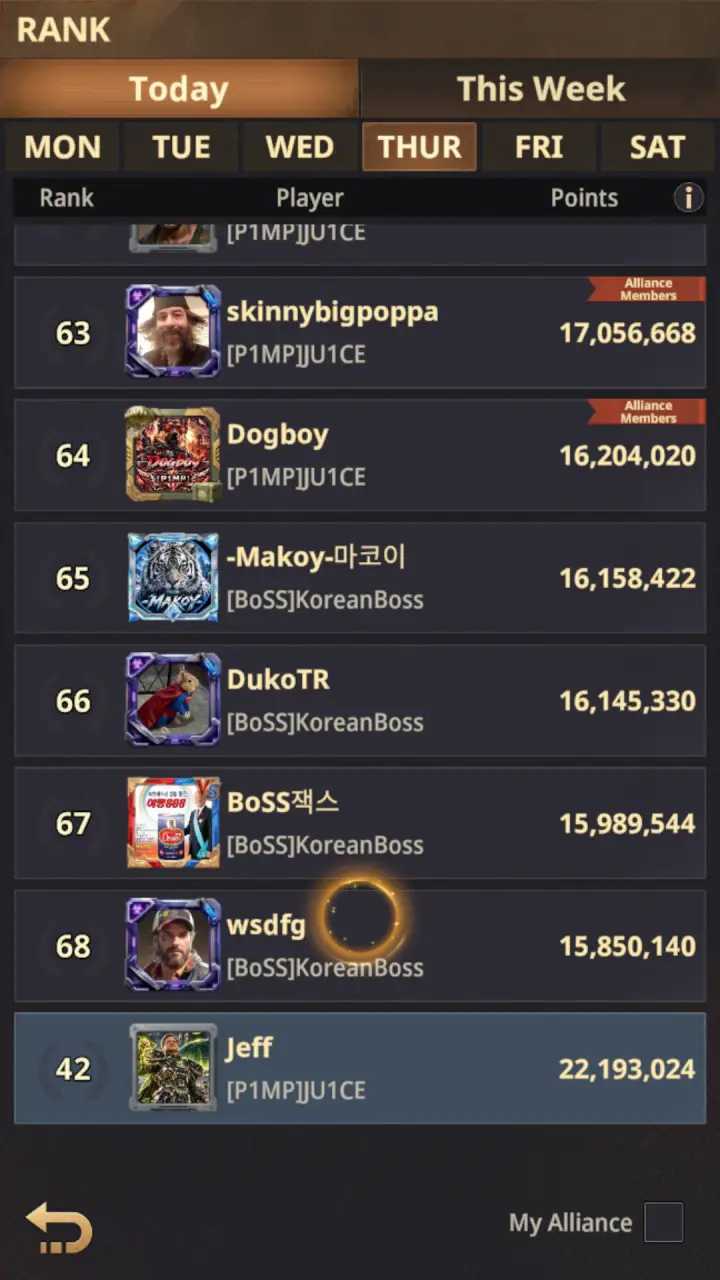 RANK
Today
This Week
MON TUE WED THUR FRI SAT
Rank Player Points
[P1MP]JU1CE
Alliance
Members
63 skinnybigpoppa 17,056,668
[P1MP]JU1CE
Alliance
Members
64 Dogboy 16,204,020
[P1MP]JU1CE
65 -Makoy-마코이 16,158,422
-MAKOY-
[BoSS]KoreanBoss
66 DukoTR 16,145,330
[BoSS]KoreanBoss
67 BoSS잭스 15,989,544
[BoSS]KoreanBoss
68 wsdfg 15,850,140
[BoSS]KoreanBoss
42 Jeff 22,193,024
[P1MP]JU1CE
My Alliance